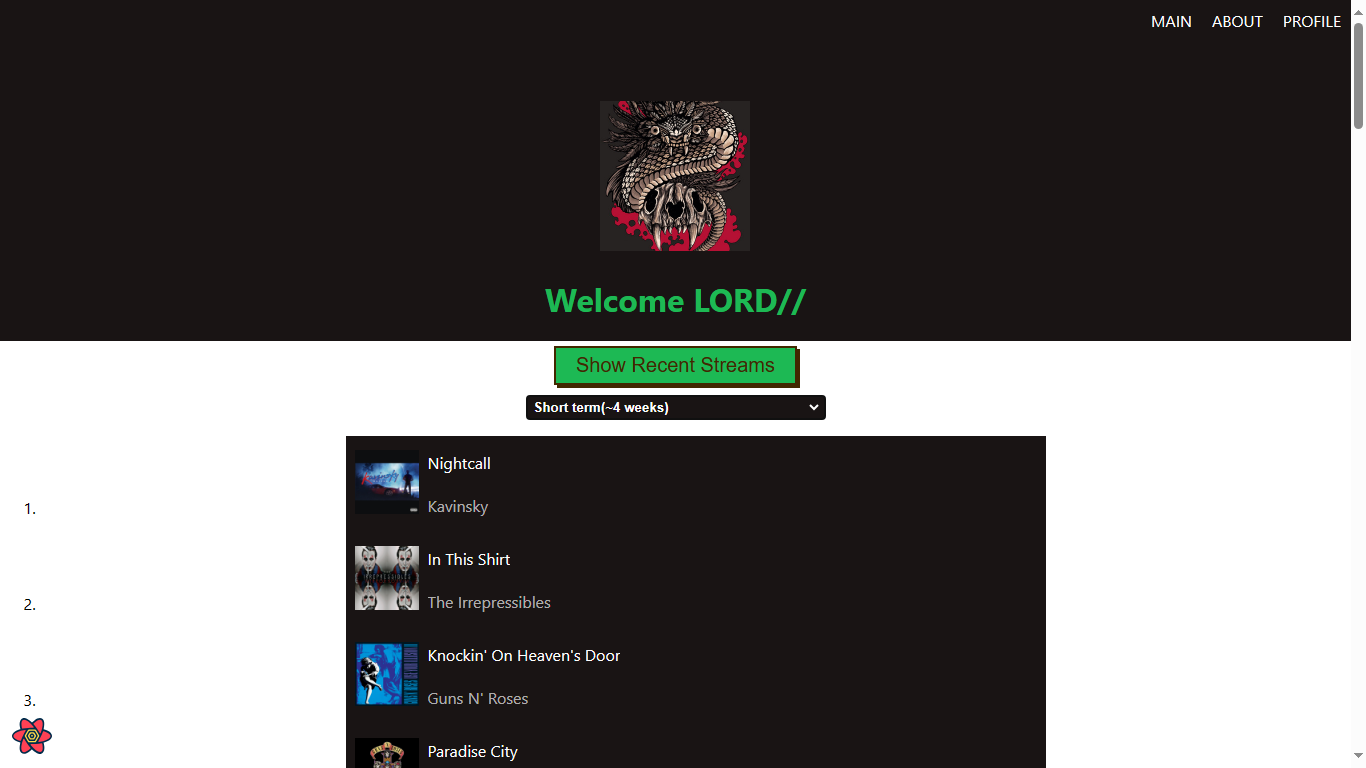 MAIN ABOUT PROFILE
Welcome LORD//
Show Recent Streams
Short term(~4 weeks)
Nightcall
1. Kavinsky
In This Shirt
2. The Irrepressibles
Knockin' On Heaven's Door
3. Guns N' Roses
Paradise City